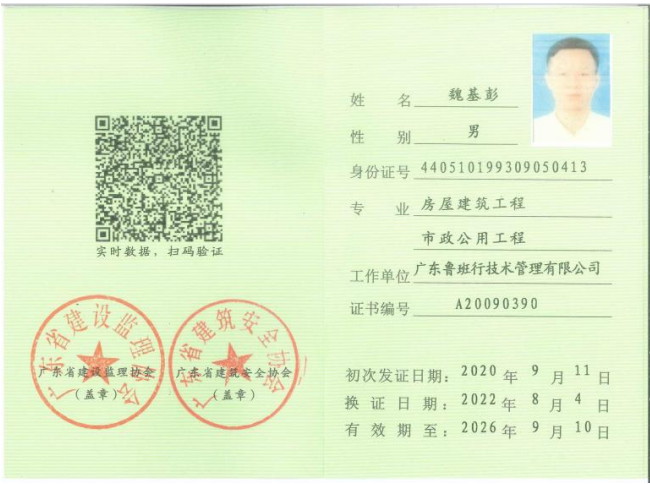 实时数据，扫码验证
广东省建设监理协会
广东省建设监理协会
（盖章）
广东省建筑安全协会
广东省建筑安全协会
（盖章）
姓 名 魏基彭
性 别 男
身份证号 440510199309050413
专 业 房屋建筑工程
市政公用工程
工作单位 广东鲁班行技术管理有限公司
证书编号 A20090390
初次发证日期：2020 年 9 月 11 日
换 证 日 期：2022 年 8 月 4 日
有 效 期 至：2026 年 9 月 10 日